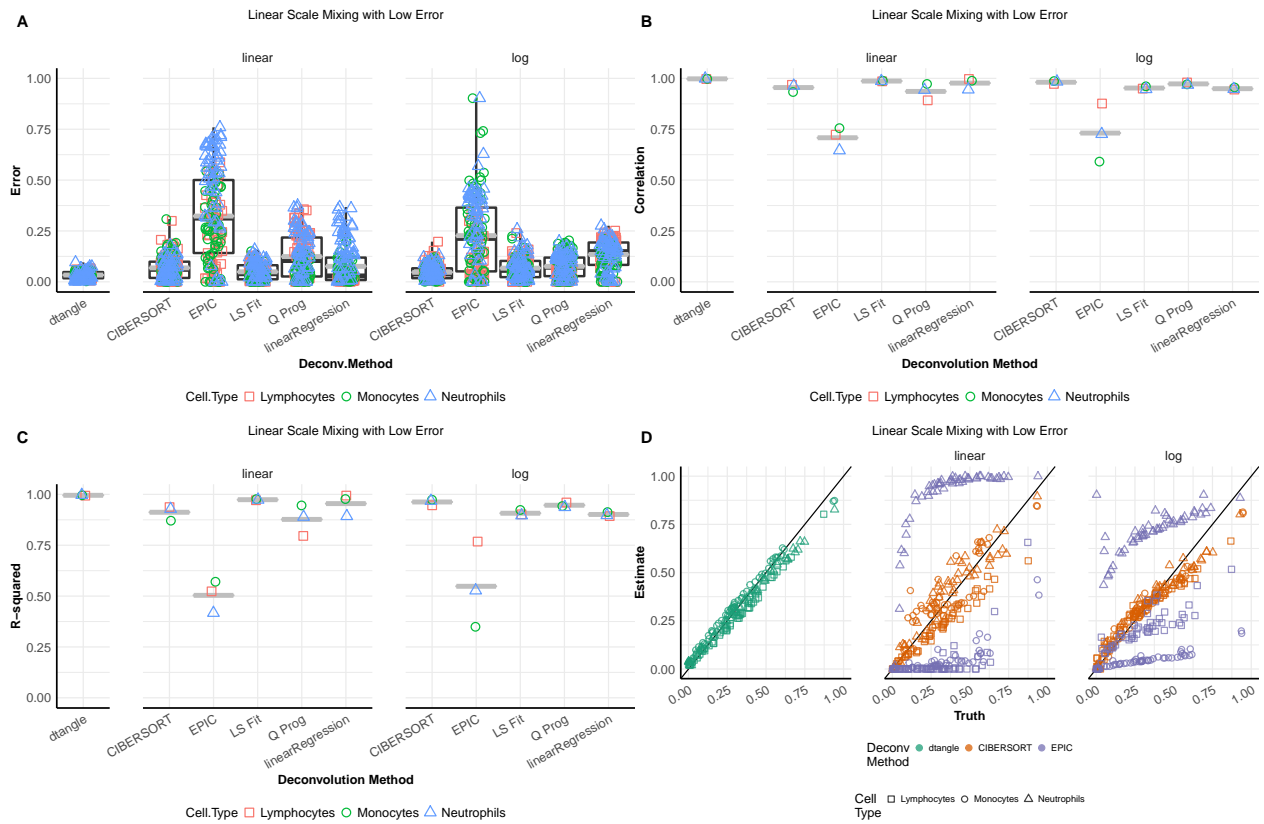 A
Linear Scale Mixing with Low Error
linear
log
Error
1.00
0.75
0.50
0.25
0.00
dtangle
CIBERSORT
EPIC
LS Fit
Q Prog
linearRegression
CIBERSORT
EPIC
LS Fit
Q Prog
linearRegression
Deconv.Method
Cell.Type Lymphocytes Monocytes Neutrophils
B
Linear Scale Mixing with Low Error
linear
log
Correlation
1.00
0.75
0.50
0.25
0.00
dtangle
CIBERSORT
EPIC
LS Fit
Q Prog
linearRegression
CIBERSORT
EPIC
LS Fit
Q Prog
linearRegression
Deconvolution Method
Cell.Type Lymphocytes Monocytes Neutrophils
C
Linear Scale Mixing with Low Error
linear
log
R−squared
1.00
0.75
0.50
0.25
0.00
dtangle
CIBERSORT
EPIC
LS Fit
Q Prog
linearRegression
CIBERSORT
EPIC
LS Fit
Q Prog
linearRegression
Deconvolution Method
Cell.Type Lymphocytes Monocytes Neutrophils
D
Linear Scale Mixing with Low Error
linear
log
Estimate
1.00
0.75
0.50
0.25
0.00
0.00 0.25 0.50 0.75 1.00
0.00 0.25 0.50 0.75 1.00
0.00 0.25 0.50 0.75 1.00
Truth
Deconv
Method
dtangle CIBERSORT EPIC
Cell
Type
Lymphocytes Monocytes Neutrophils